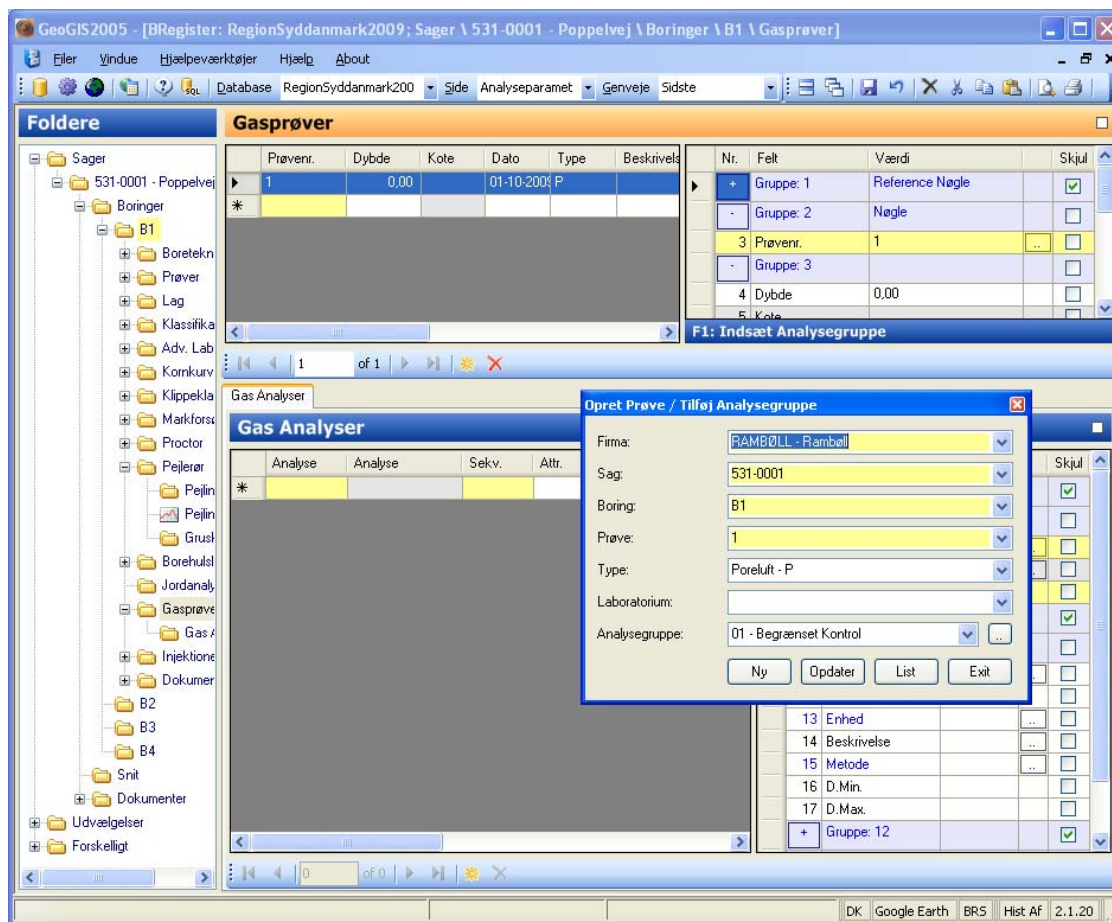 GeoGIS2005 - [BRegister: RegionSyddanmark2009; Sager \ 531-0001 - Poppelvej \ Boringer \ B1 \ Gasprøver]
Filer Vindue Hjælpeværktøjer Hjælp About
SQL Database RegionSyddanmark200 Side Analyseparamet Genveje Sidste
Foldere
Sager
531-0001 - Poppelvej
Boringer
B1
Boretekn
Prøver
Lag
Klassifika
Adv. Lab
Kornkurv
Klippekla
Markfors
Proctor
Pejlerør
Pejlin
Pejlin
Grus
Borehuls
Jordanaly
Gasprøve
Gas A
Injektione
Dokumer
B2
B3
B4
Snit
Dokumenter
Udvælgelser
Forskelligt
Gasprøver
Prøvenr. Dybde Kote Dato Type Beskrivels
1 0,00 01-10-2009 P
Nr. Felt Værdi Skjul
+ Gruppe: 1 Reference Nøgle
- Gruppe: 2 Nøgle
3 Prøvenr. 1 ..
- Gruppe: 3
4 Dybde 0,00
5 Kote
F1: Indsæt Analysegruppe
1 of 1
Gas Analyser
Gas Analyser
Analyse Analyse Sekv. Attr.
Skjul
Opret Prøve / Tilføj Analysegruppe
Firma: RAMBØLL - Rambøll
Sag: 531-0001
Boring: B1
Prøve: 1
Type: Poreluft - P
Laboratorium:
Analysegruppe: 01 - Begrænset Kontrol ..
Ny Opdater List Exit
13 Enhed ..
14 Beskrivelse ..
15 Metode ..
16 D.Min.
17 D.Max.
+ Gruppe: 12
0 of 0
DK Google Earth BRS Hist Af 2.1.20